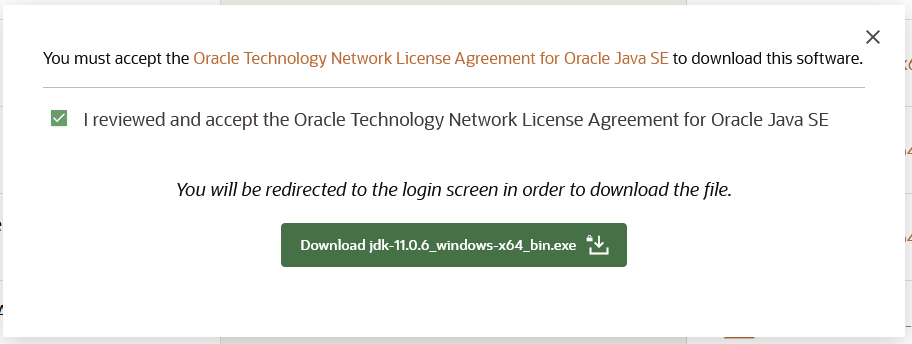 You must accept the Oracle Technology Network License Agreement for Oracle Java SE to download this software.
I reviewed and accept the Oracle Technology Network License Agreement for Oracle Java SE
You will be redirected to the login screen in order to download the file.
Download jdk-11.0.6_windows-x64_bin.exe